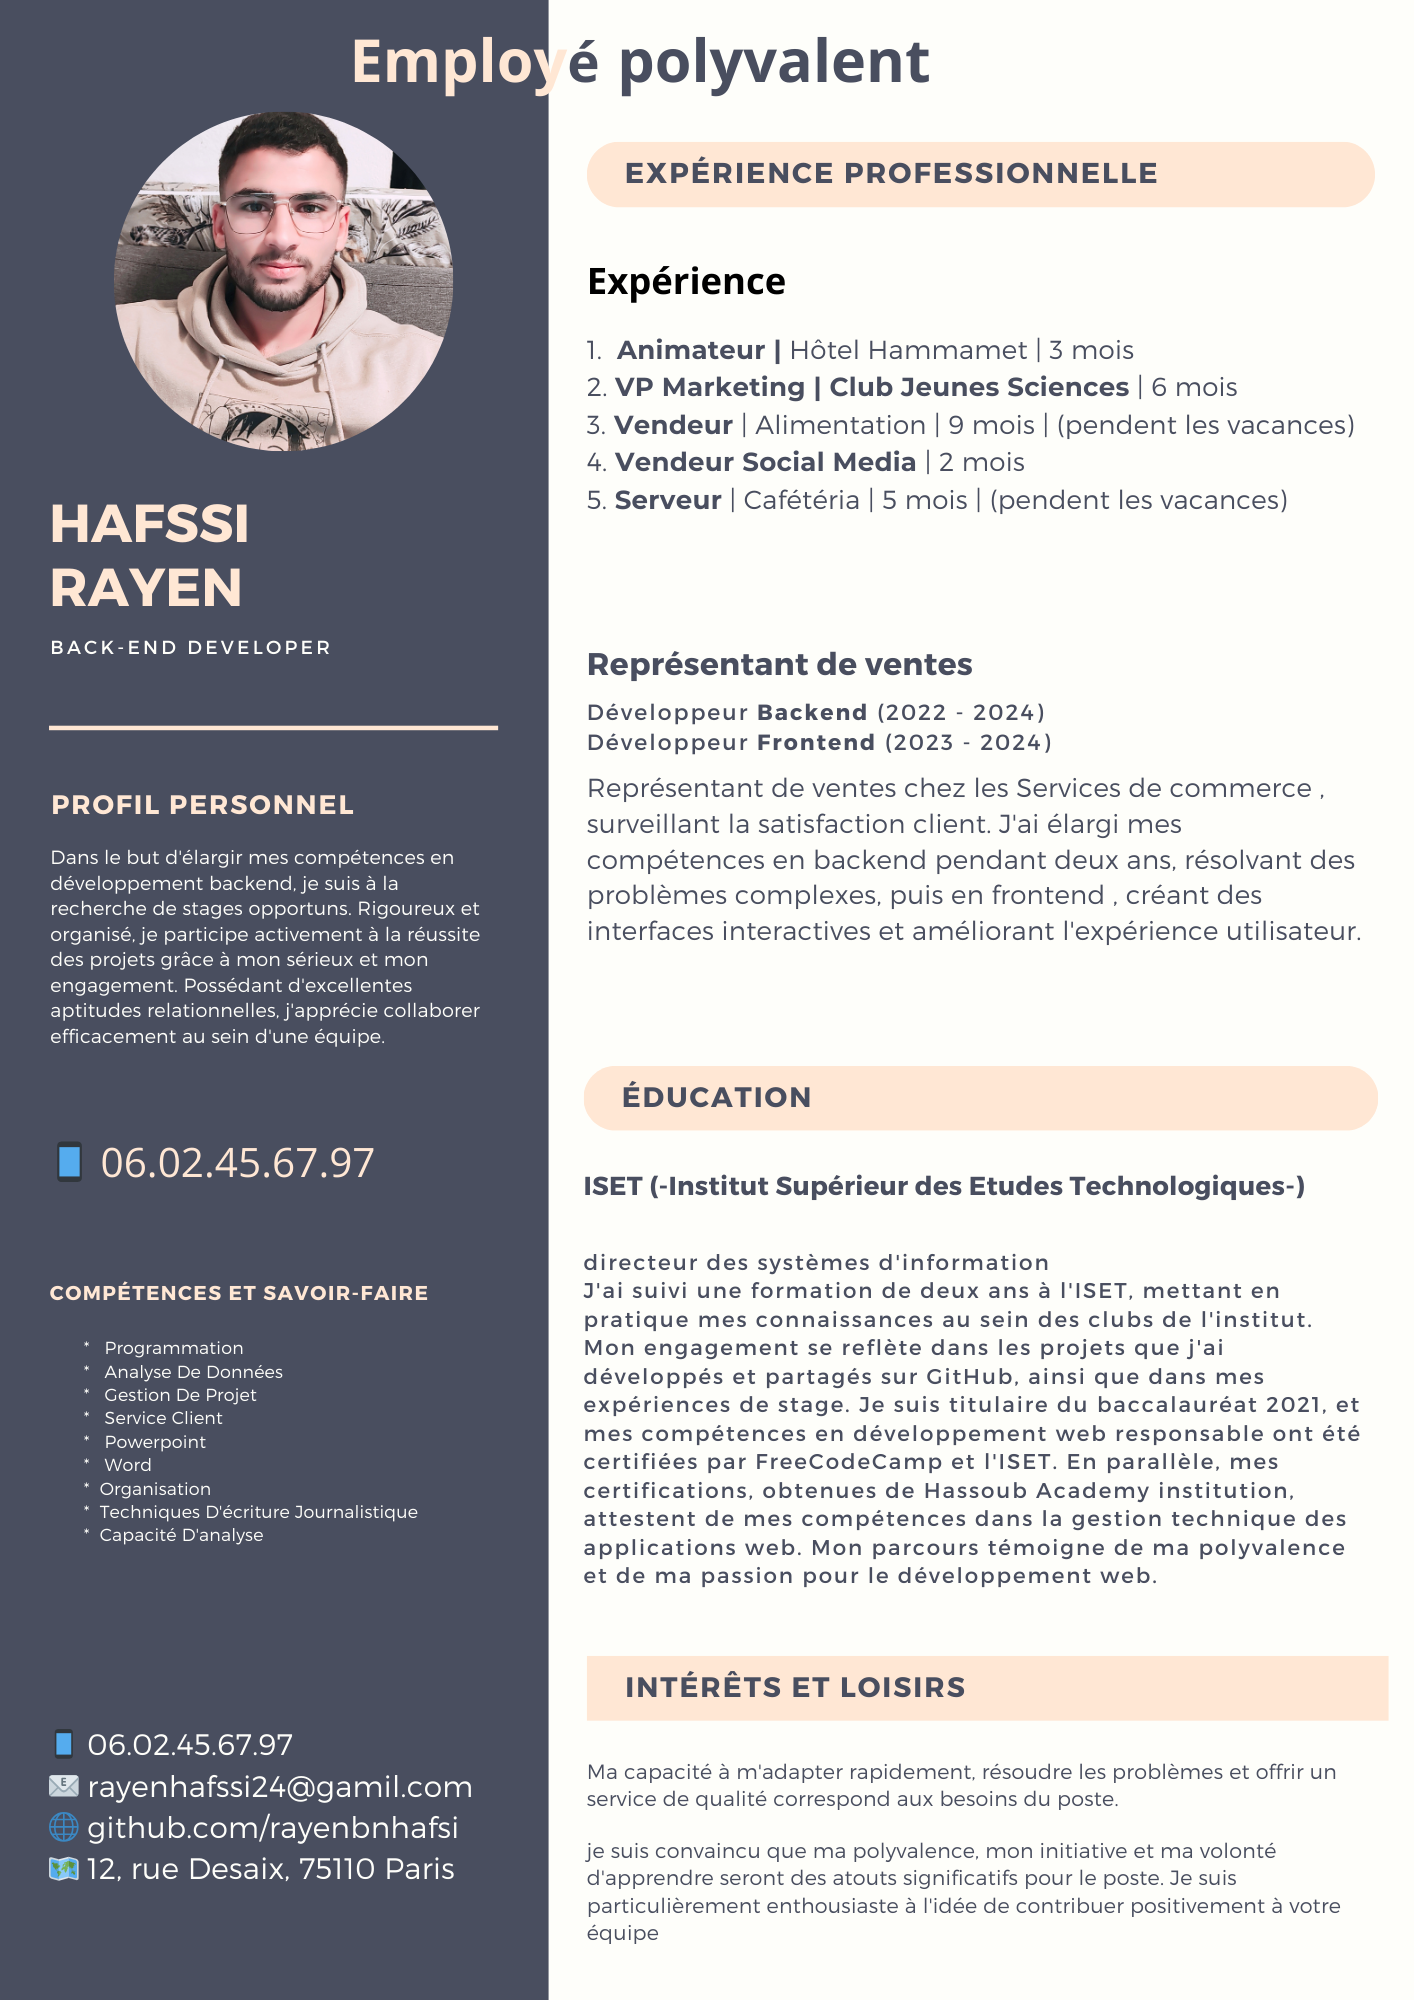 Employé polyvalent
HAFSSI
RAYEN
BACK-END DEVELOPER
PROFIL PERSONNEL
Dans le but d'élargir mes compétences en
développement backend, je suis à la
recherche de stages opportuns. Rigoureux et
organisé, je participe activement à la réussite
des projets grâce à mon sérieux et mon
engagement. Possédant d'excellentes
aptitudes relationnelles, j'apprécie collaborer
efficacement au sein d'une équipe.
06.02.45.67.97
COMPÉTENCES ET SAVOIR-FAIRE
* Programmation
* Analyse De Données
* Gestion De Projet
* Service Client
* Powerpoint
* Word
* Organisation
* Techniques D'écriture Journalistique
* Capacité D'analyse
06.02.45.67.97
rayenhafssi24@gamil.com
github.com/rayenbnhafsi
12, rue Desaix, 75110 Paris
EXPÉRIENCE PROFESSIONNELLE
Expérience
1. Animateur | Hôtel Hammamet | 3 mois
2. VP Marketing | Club Jeunes Sciences | 6 mois
3. Vendeur | Alimentation | 9 mois | (pendent les vacances)
4. Vendeur Social Media | 2 mois
5. Serveur | Cafétéria | 5 mois | (pendent les vacances)
Représentant de ventes
Développeur Backend (2022 - 2024)
Développeur Frontend (2023 - 2024)
Représentant de ventes chez les Services de commerce ,
surveillant la satisfaction client. J'ai élargi mes
compétences en backend pendant deux ans, résolvant des
problèmes complexes, puis en frontend , créant des
interfaces interactives et améliorant l'expérience utilisateur.
ÉDUCATION
ISET (-Institut Supérieur des Etudes Technologiques-)
directeur des systèmes d'information
J'ai suivi une formation de deux ans à l'ISET, mettant en
pratique mes connaissances au sein des clubs de l'institut.
Mon engagement se reflète dans les projets que j'ai
développés et partagés sur GitHub, ainsi que dans mes
expériences de stage. Je suis titulaire du baccalauréat 2021, et
mes compétences en développement web responsable ont été
certifiées par FreeCodeCamp et l'ISET. En parallèle, mes
certifications, obtenues de Hassoub Academy institution,
attestent de mes compétences dans la gestion technique des
applications web. Mon parcours témoigne de ma polyvalence
et de ma passion pour le développement web.
INTÉRÊTS ET LOISIRS
Ma capacité à m'adapter rapidement, résoudre les problèmes et offrir un
service de qualité correspond aux besoins du poste.
je suis convaincu que ma polyvalence, mon initiative et ma volonté
d'apprendre seront des atouts significatifs pour le poste. Je suis
particulièrement enthousiaste à l'idée de contribuer positivement à votre
équipe